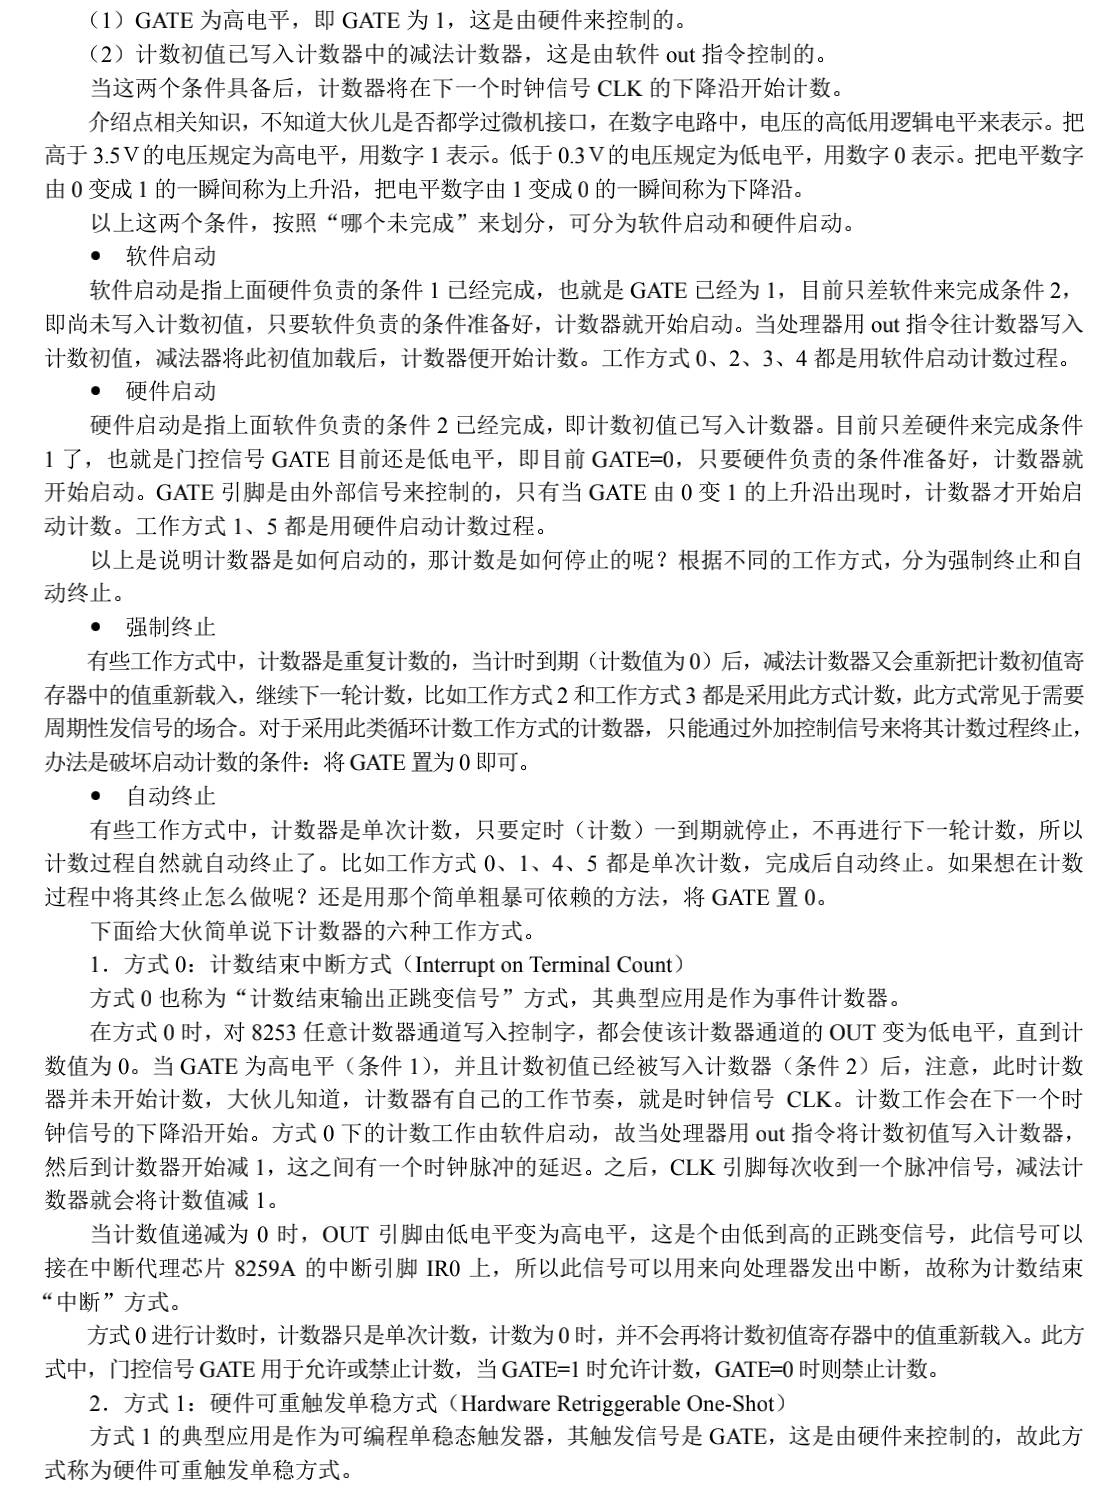 （1）GATE 为高电平，即 GATE 为 1，这是由硬件来控制的。
（2）计数初值已写入计数器中的减法计数器，这是由软件 out 指令控制的。
当这两个条件具备后，计数器将在下一个时钟信号 CLK 的下降沿开始计数。
介绍点相关知识，不知道大伙儿是否都学过微机接口，在数字电路中，电压的高低用逻辑电平来表示。把
高于 3.5V 的电压规定为高电平，用数字 1 表示。低于 0.3V 的电压规定为低电平，用数字 0 表示。把电平数字
由 0 变成 1 的一瞬间称为上升沿，把电平数字由 1 变成 0 的一瞬间称为下降沿。
以上这两个条件，按照“哪个未完成”来划分，可分为软件启动和硬件启动。
● 软件启动
软件启动是指上面硬件负责的条件 1 已经完成，也就是 GATE 已经为 1，目前只差软件来完成条件 2，
即尚未写入计数初值，只要软件负责的条件准备好，计数器就开始启动。当处理器用 out 指令往计数器写入
计数初值，减法器将此初值加载后，计数器便开始计数。工作方式 0、2、3、4 都是用软件启动计数过程。
● 硬件启动
硬件启动是指上面软件负责的条件 2 已经完成，即计数初值已写入计数器。目前只差硬件来完成条件
1 了，也就是门控信号 GATE 目前还是低电平，即目前 GATE=0，只要硬件负责的条件准备好，计数器就
开始启动。GATE 引脚是由外部信号来控制的，只有当 GATE 由 0 变 1 的上升沿出现时，计数器才开始启
动计数。工作方式 1、5 都是用硬件启动计数过程。
以上是说明计数器是如何启动的，那计数是如何停止的呢？根据不同的工作方式，分为强制终止和自
动终止。
● 强制终止
有些工作方式中，计数器是重复计数的，当计时到期（计数值为 0）后，减法计数器又会重新把计数初值寄
存器中的值重新载入，继续下一轮计数，比如工作方式 2 和工作方式 3 都是采用此方式计数，此方式常见于需要
周期性发信号的场合。对于采用此类循环计数工作方式的计数器，只能通过外加控制信号来将其计数过程终止，
办法是破坏启动计数的条件：将 GATE 置为 0 即可。
● 自动终止
有些工作方式中，计数器是单次计数，只要定时（计数）一到期就停止，不再进行下一轮计数，所以
计数过程自然就自动终止了。比如工作方式 0、1、4、5 都是单次计数，完成后自动终止。如果想在计数
过程中将其终止怎么做呢？还是用那个简单粗暴可依赖的方法，将 GATE 置 0。
下面给大伙简单说下计数器的六种工作方式。
1．方式 0：计数结束中断方式（Interrupt on Terminal Count）
方式 0 也称为“计数结束输出正跳变信号”方式，其典型应用是作为事件计数器。
在方式 0 时，对 8253 任意计数器通道写入控制字，都会使该计数器通道的 OUT 变为低电平，直到计
数值为 0。当 GATE 为高电平（条件 1），并且计数初值已经被写入计数器（条件 2）后，注意，此时计数
器并未开始计数，大伙儿知道，计数器有自己的工作节奏，就是时钟信号 CLK。计数工作会在下一个时
钟信号的下降沿开始。方式 0 下的计数工作由软件启动，故当处理器用 out 指令将计数初值写入计数器，
然后到计数器开始减 1，这之间有一个时钟脉冲的延迟。之后，CLK 引脚每次收到一个脉冲信号，减法计
数器就会将计数值减 1。
当计数值递减为 0 时，OUT 引脚由低电平变为高电平，这是个由低到高的正跳变信号，此信号可以
接在中断代理芯片 8259A 的中断引脚 IR0 上，所以此信号可以用来向处理器发出中断，故称为计数结束
“中断”方式。
方式 0 进行计数时，计数器只是单次计数，计数为 0 时，并不会再将计数初值寄存器中的值重新载入。此方
式中，门控信号 GATE 用于允许或禁止计数，当 GATE=1 时允许计数，GATE=0 时则禁止计数。
2．方式 1：硬件可重触发单稳方式（Hardware Retriggerable One-Shot）
方式 1 的典型应用是作为可编程单稳态触发器，其触发信号是 GATE，这是由硬件来控制的，故此方
式称为硬件可重触发单稳方式。